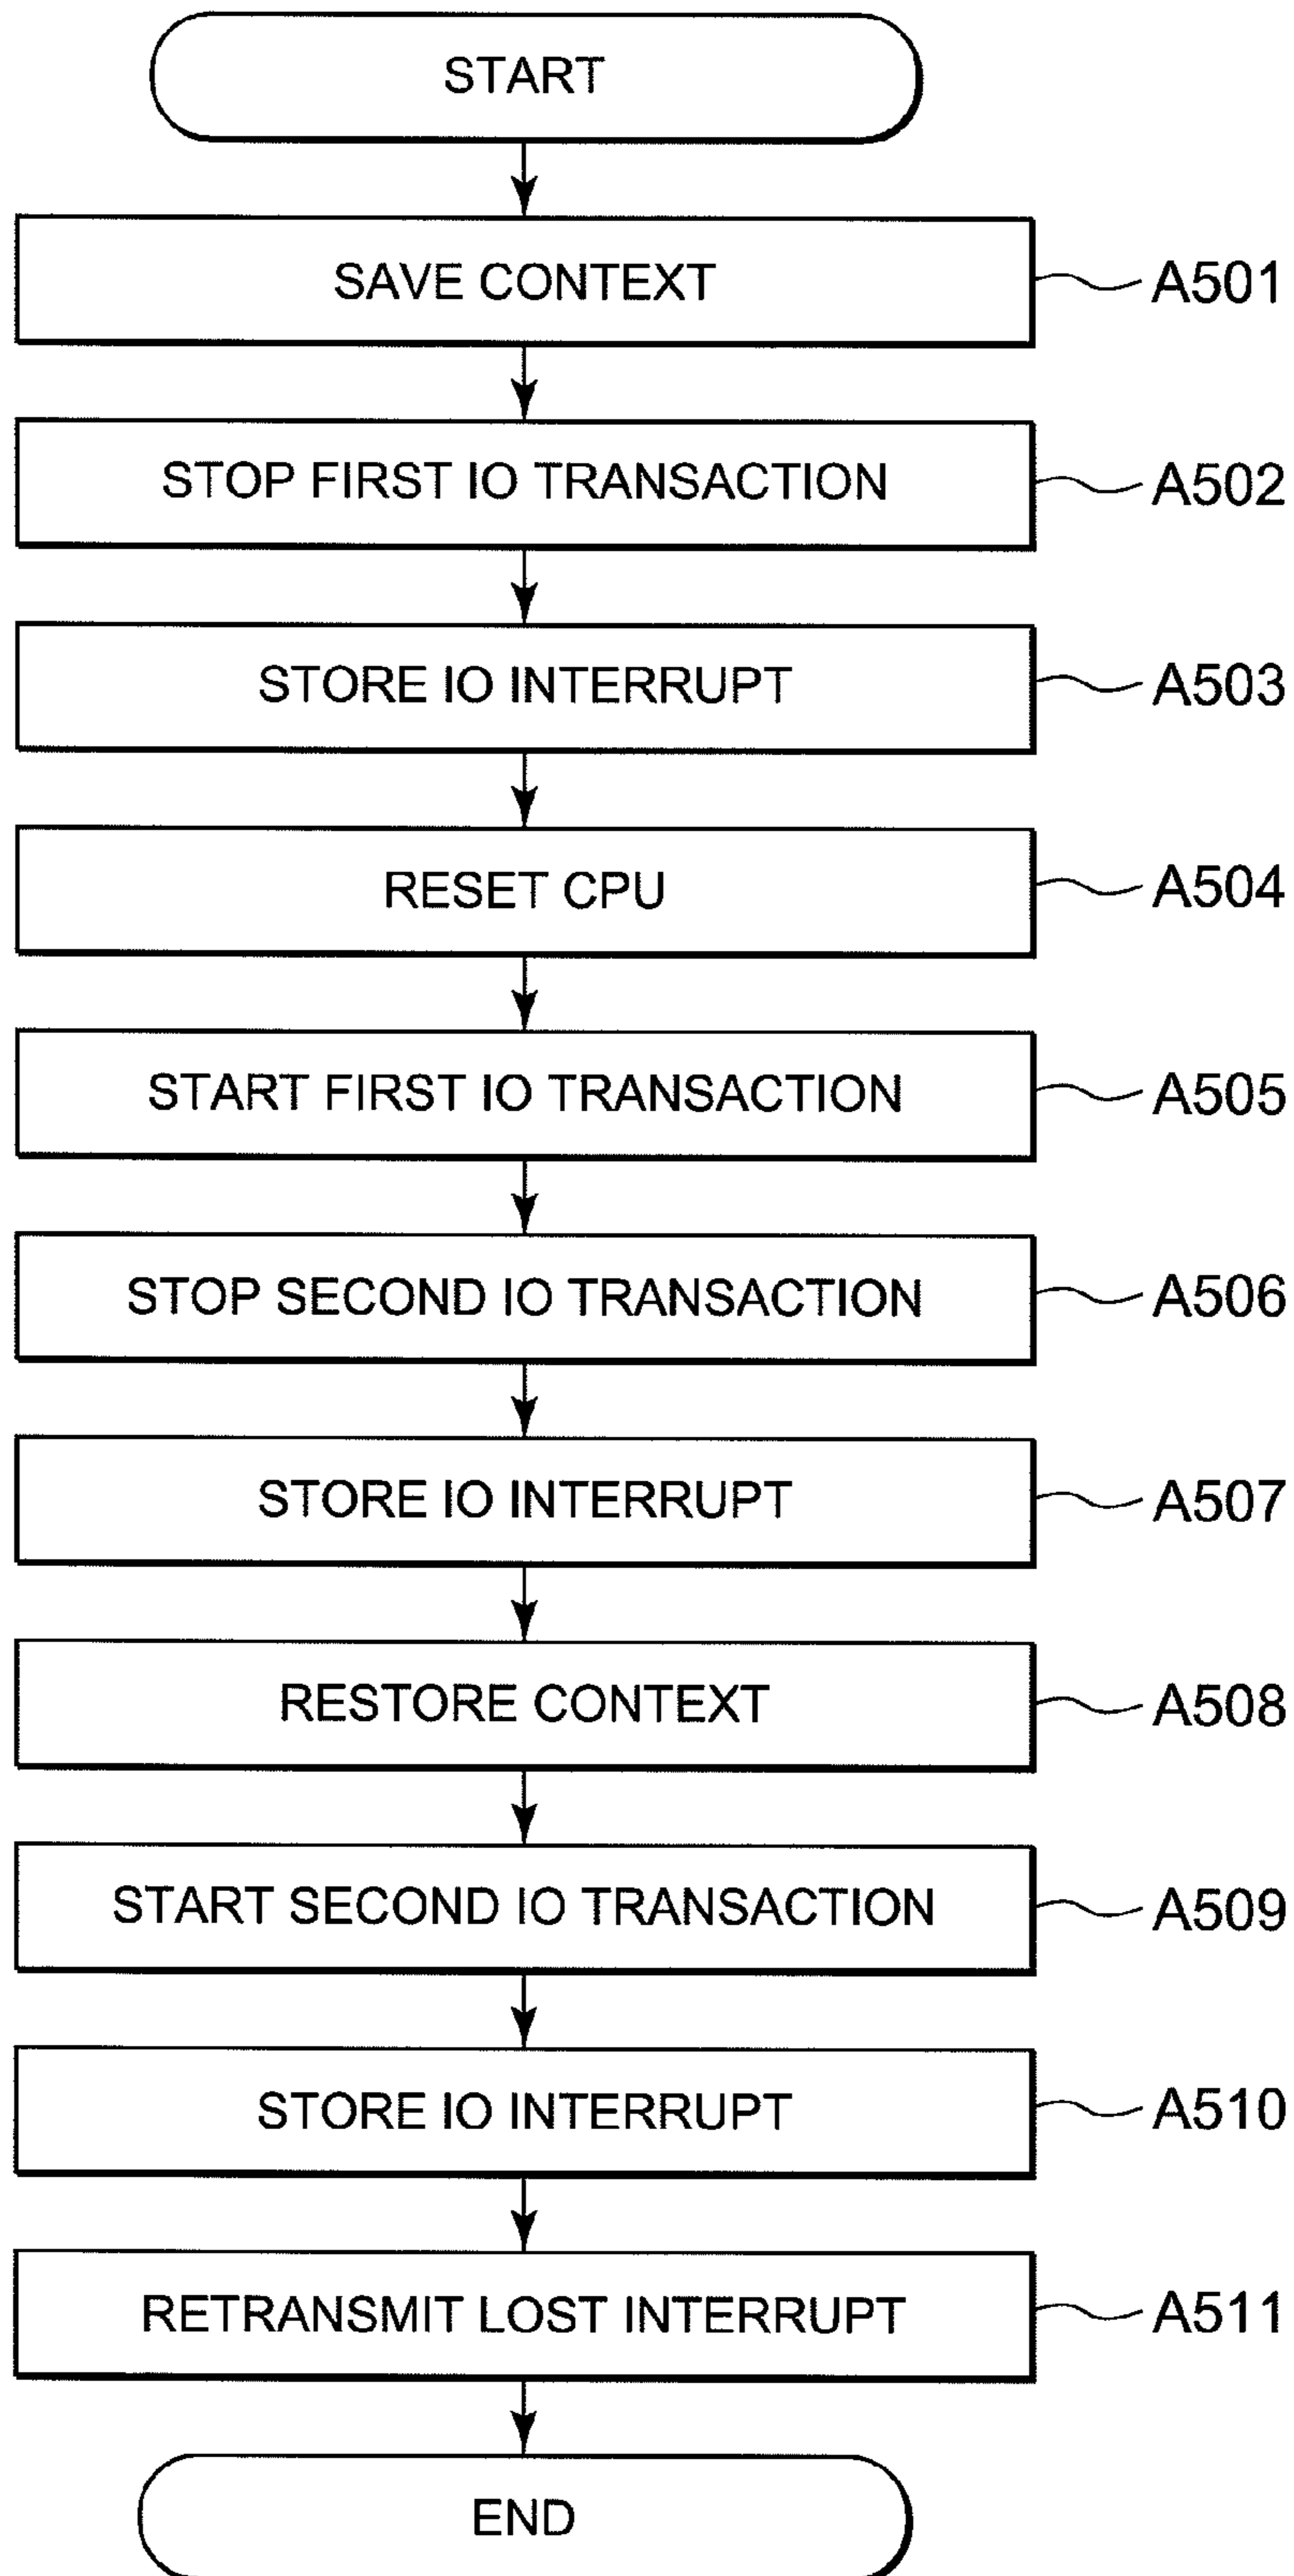 START
SAVE CONTEXT
A501
STOP FIRST IO TRANSACTION
A502
STORE IO INTERRUPT
A503
RESET CPU
A504
START FIRST IO TRANSACTION
A505
STOP SECOND IO TRANSACTION
A506
STORE IO INTERRUPT
A507
RESTORE CONTEXT
A508
START SECOND IO TRANSACTION
A509
STORE IO INTERRUPT
A510
RETRANSMIT LOST INTERRUPT
A511
END